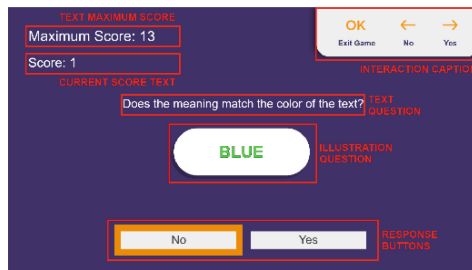 TEXT MAXIMUM SCORE
Maximum Score: 13
Score: 1
CURRENT SCORE TEXT
OK ← →
Exit Game No Yes
INTERACTION CAPTION
Does the meaning match the color of the text?
TEXT QUESTION
BLUE
ILLUSTRATION QUESTION
No Yes
RESPONSE BUTTONS